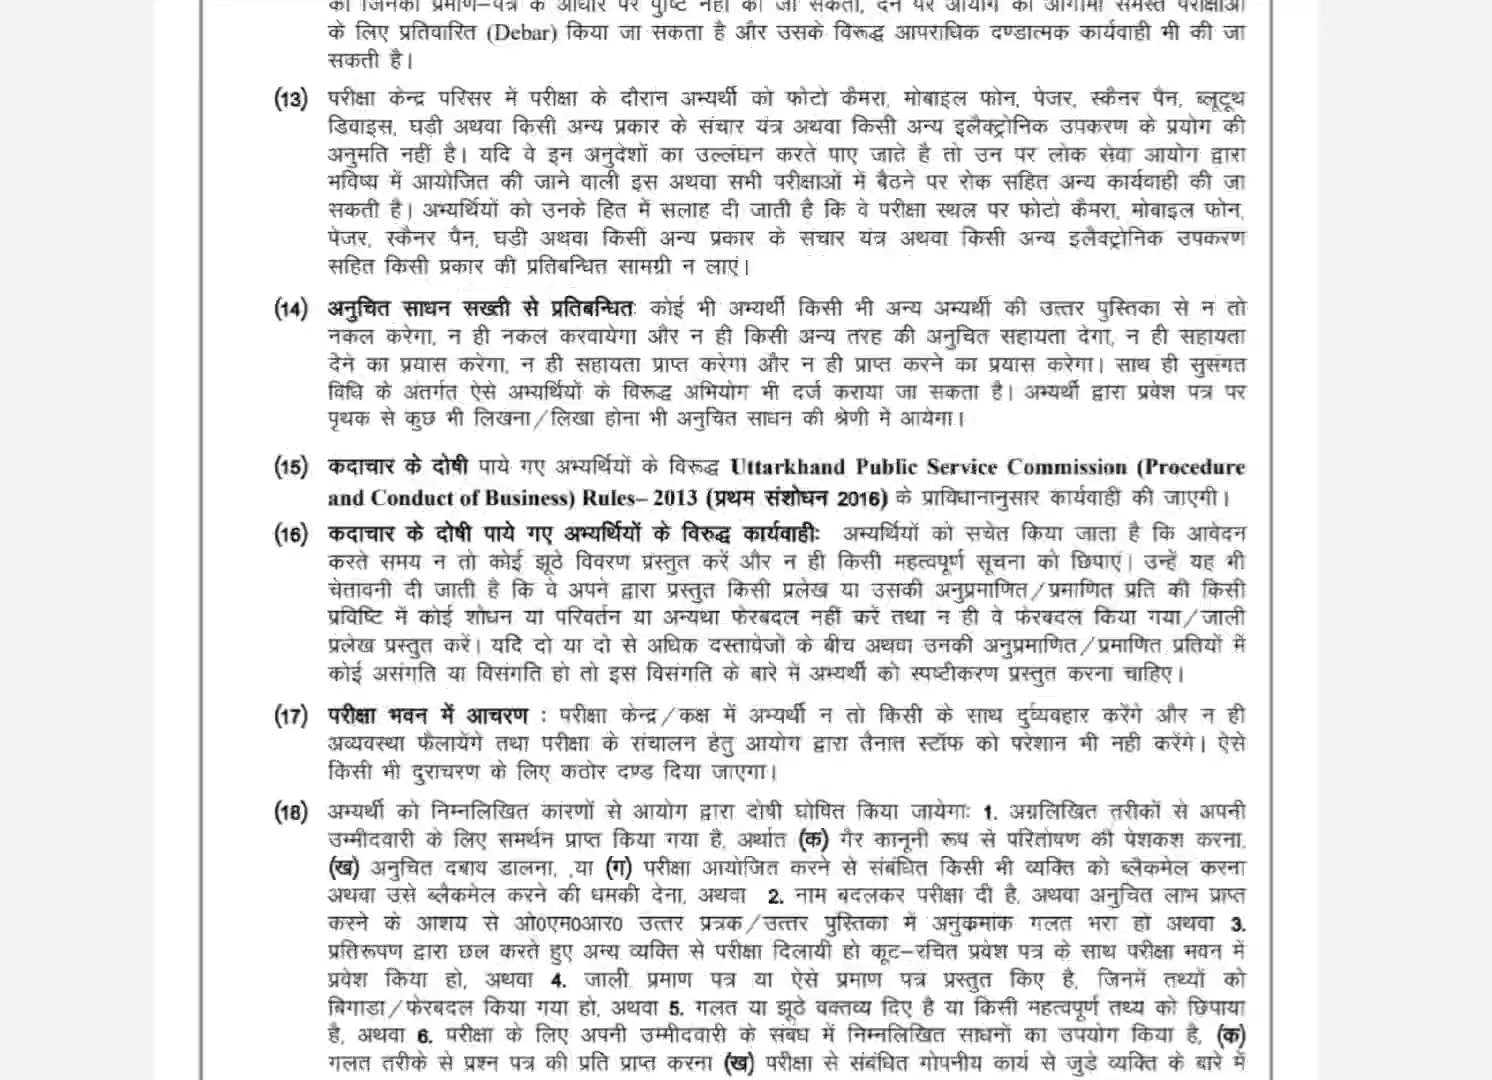 की जिनकी प्रमाण–पत्र के आधार पर पुष्टि नहीं की जा सकती, देने पर आयोग की आगामी समस्त परीक्षाओं
के लिए प्रतिवारित (Debar) किया जा सकता है और उसके विरूद्ध आपराधिक दण्डात्मक कार्यवाही भी की जा
सकती है।
(13) परीक्षा केन्द्र परिसर में परीक्षा के दौरान अभ्यर्थी को फोटो कैमरा, मोबाइल फोन, पेजर, स्कैनर पैन, ब्लूटूथ
डिवाइस, घड़ी अथवा किसी अन्य प्रकार के संचार यंत्र अथवा किसी अन्य इलैक्ट्रोनिक उपकरण के प्रयोग की
अनुमति नहीं है। यदि वे इन अनुदेशों का उल्लंघन करते पाए जाते है तो उन पर लोक सेवा आयोग द्वारा
भविष्य में आयोजित की जाने वाली इस अथवा सभी परीक्षाओं में बैठने पर रोक सहित अन्य कार्यवाही की जा
सकती है। अभ्यर्थियों को उनके हित में सलाह दी जाती है कि वे परीक्षा स्थल पर फोटो कैमरा, मोबाइल फोन,
पेजर, स्कैनर पैन, घड़ी अथवा किसी अन्य प्रकार के संचार यंत्र अथवा किसी अन्य इलैक्ट्रोनिक उपकरण
सहित किसी प्रकार की प्रतिबन्धित सामग्री न लाएं।
(14) अनुचित साधन सख्ती से प्रतिबन्धितः कोई भी अभ्यर्थी किसी भी अन्य अभ्यर्थी की उत्तर पुस्तिका से न तो
नकल करेगा, न ही नकल करवायेगा और न ही किसी अन्य तरह की अनुचित सहायता देगा, न ही सहायता
देने का प्रयास करेगा, न ही सहायता प्राप्त करेगा और न ही प्राप्त करने का प्रयास करेगा। साथ ही सुसंगत
विधि के अंतर्गत ऐसे अभ्यर्थियों के विरूद्ध अभियोग भी दर्ज कराया जा सकता है। अभ्यर्थी द्वारा प्रवेश पत्र पर
पृथक से कुछ भी लिखना/लिखा होना भी अनुचित साधन की श्रेणी में आयेगा।
(15) कदाचार के दोषी पाये गए अभ्यर्थियों के विरूद्ध Uttarkhand Public Service Commission (Procedure
and Conduct of Business) Rules– 2013 (प्रथम संशोधन 2016) के प्राविधानानुसार कार्यवाही की जाएगी।
(16) कदाचार के दोषी पाये गए अभ्यर्थियों के विरुद्ध कार्यवाहीः अभ्यर्थियों को सचेत किया जाता है कि आवेदन
करते समय न तो कोई झूठे विवरण प्रस्तुत करें और न ही किसी महत्वपूर्ण सूचना को छिपाएं। उन्हें यह भी
चेतावनी दी जाती है कि वे अपने द्वारा प्रस्तुत किसी प्रलेख या उसकी अनुप्रमाणित/प्रमाणित प्रति की किसी
प्रविष्टि में कोई शोधन या परिवर्तन या अन्यथा फेरबदल नहीं करें तथा न ही वे फेरबदल किया गया/जाली
प्रलेख प्रस्तुत करें। यदि दो या दो से अधिक दस्तावेजों के बीच अथवा उनकी अनुप्रमाणित/प्रमाणित प्रतियों में
कोई असंगति या विसंगति हो तो इस विसंगति के बारे में अभ्यर्थी को स्पष्टीकरण प्रस्तुत करना चाहिए।
(17) परीक्षा भवन में आचरण : परीक्षा केन्द्र/कक्ष में अभ्यर्थी न तो किसी के साथ दुर्व्यवहार करेंगे और न ही
अव्यवस्था फैलायेंगे तथा परीक्षा के संचालन हेतु आयोग द्वारा तैनात स्टॉफ को परेशान भी नही करेंगे। ऐसे
किसी भी दुराचरण के लिए कठोर दण्ड दिया जाएगा।
(18) अभ्यर्थी को निम्नलिखित कारणों से आयोग द्वारा दोषी घोषित किया जायेगाः 1. अग्रलिखित तरीकों से अपनी
उम्मीदवारी के लिए समर्थन प्राप्त किया गया है, अर्थात (क) गैर कानूनी रूप से परितोषण की पेशकश करना,
(ख) अनुचित दबाव डालना, ,या (ग) परीक्षा आयोजित करने से संबंधित किसी भी व्यक्ति को ब्लैकमेल करना
अथवा उसे ब्लैकमेल करने की धमकी देना, अथवा 2. नाम बदलकर परीक्षा दी है, अथवा अनुचित लाभ प्राप्त
करने के आशय से ओ0एम0आर0 उत्तर प्रत्रक/उत्तर पुस्तिका में अनुक्रमांक गलत भरा हो अथवा 3.
प्रतिरूपण द्वारा छल करते हुए अन्य व्यक्ति से परीक्षा दिलायी हो कूट–रचित प्रवेश पत्र के साथ परीक्षा भवन में
प्रवेश किया हो, अथवा 4. जाली प्रमाण पत्र या ऐसे प्रमाण पत्र प्रस्तुत किए है, जिनमें तथ्यों को
बिगाडा/फेरबदल किया गया हो, अथवा 5. गलत या झूठे वक्तव्य दिए है या किसी महत्वपूर्ण तथ्य को छिपाया
है, अथवा 6. परीक्षा के लिए अपनी उम्मीदवारी के संबंध में निम्नलिखित साधनों का उपयोग किया है, (क)
गलत तरीके से प्रश्न पत्र की प्रति प्राप्त करना (ख) परीक्षा से संबंधित गोपनीय कार्य से जुडे व्यक्ति के बारे में